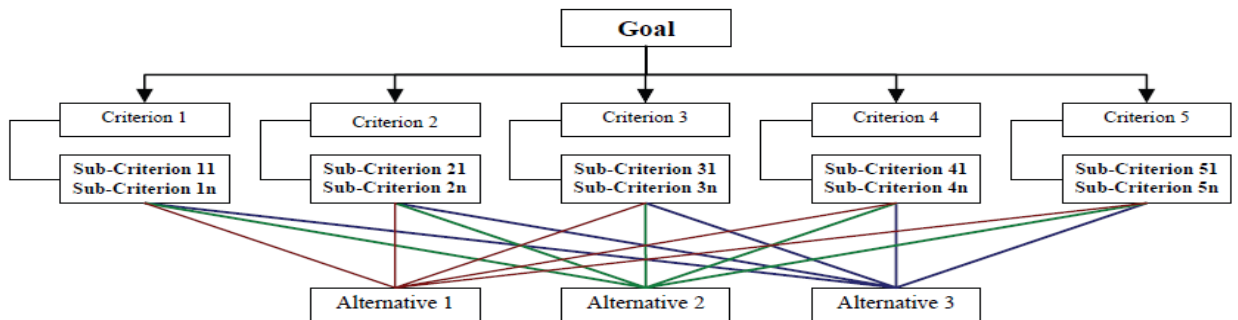 Goal
Criterion 1
Criterion 2
Criterion 3
Criterion 4
Criterion 5
Sub-Criterion 11
Sub-Criterion 1n
Sub-Criterion 21
Sub-Criterion 2n
Sub-Criterion 31
Sub-Criterion 3n
Sub-Criterion 41
Sub-Criterion 4n
Sub-Criterion 51
Sub-Criterion 5n
Alternative 1
Alternative 2
Alternative 3